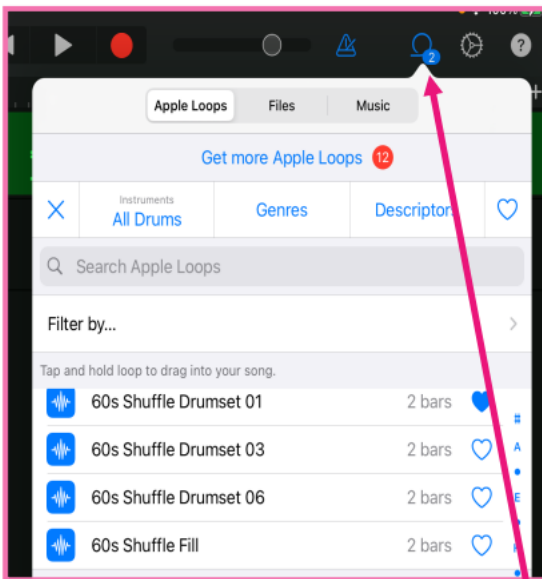 100%
2
?
Apple Loops Files Music
Get more Apple Loops 12
Instruments
All Drums Genres Descriptors
Search Apple Loops
Filter by...
Tap and hold loop to drag into your song.
60s Shuffle Drumset 01 2 bars
#
60s Shuffle Drumset 03 2 bars
A
60s Shuffle Drumset 06 2 bars
E
60s Shuffle Fill 2 bars